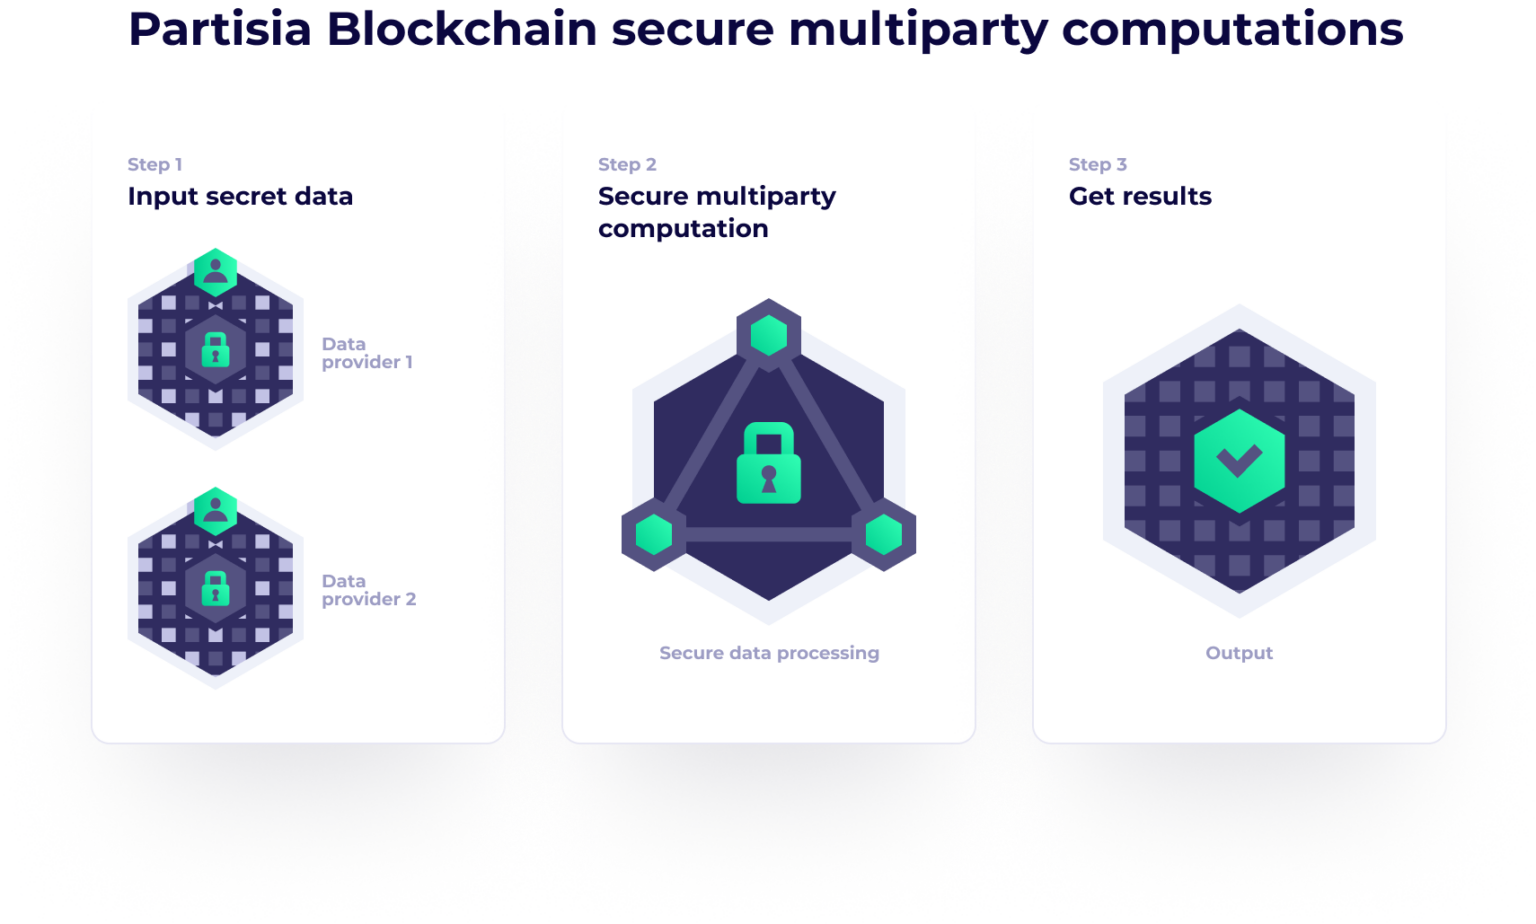 Partisia Blockchain secure multiparty computations
Step 1
Input secret data
Data
provider 1
Data
provider 2
Step 2
Secure multiparty
computation
Secure data processing
Step 3
Get results
Output